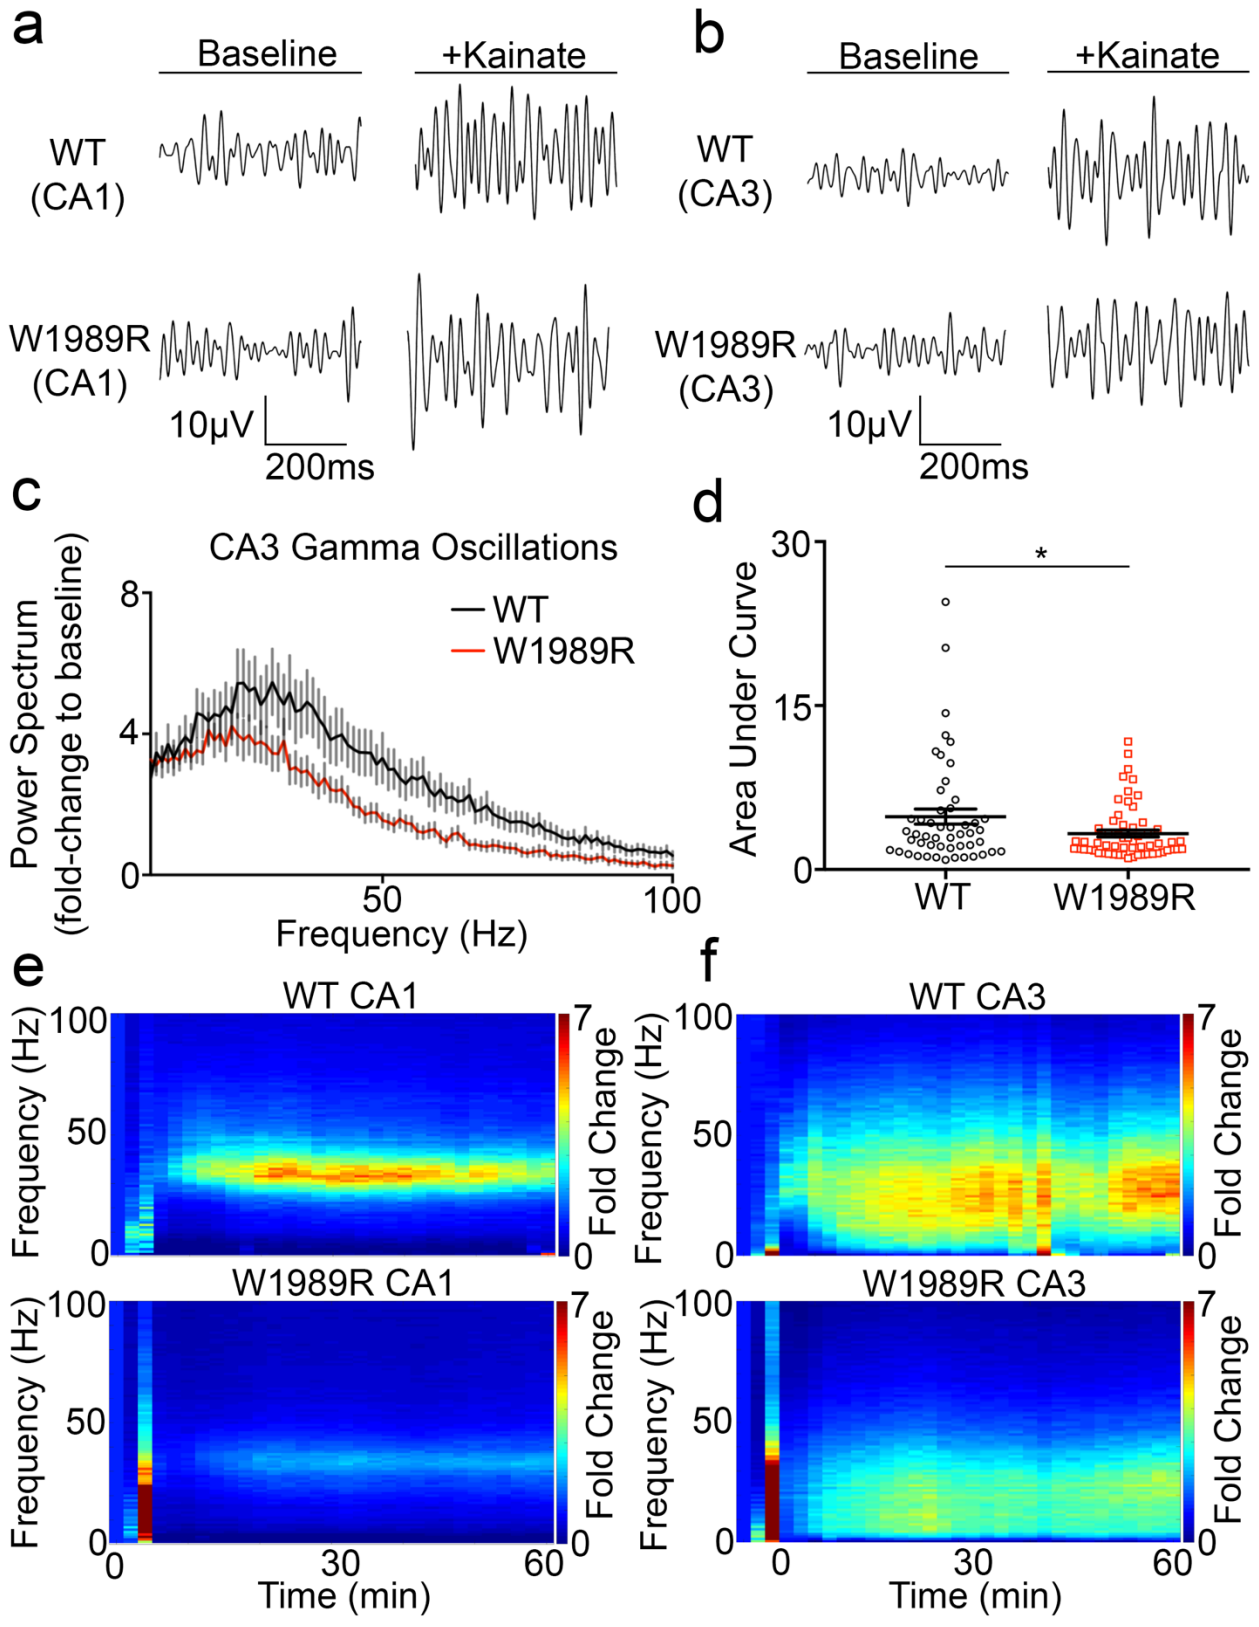 a
Baseline
+Kainate
WT
(CA1)
W1989R
(CA1)
10µV
200ms
b
Baseline
+Kainate
WT
(CA3)
W1989R
(CA3)
10µV
200ms
c
CA3 Gamma Oscillations
Power Spectrum
(fold-change to baseline)
8
4
0
WT
W1989R
50
100
Frequency (Hz)
d
Area Under Curve
30
15
0
*
WT
W1989R
e
WT CA1
Frequency (Hz)
100
50
0
7
0
Fold Change
W1989R CA1
Frequency (Hz)
100
50
0
7
0
Fold Change
0
30
60
Time (min)
f
WT CA3
Frequency (Hz)
100
50
0
7
0
Fold Change
W1989R CA3
Frequency (Hz)
100
50
0
7
0
Fold Change
0
30
60
Time (min)